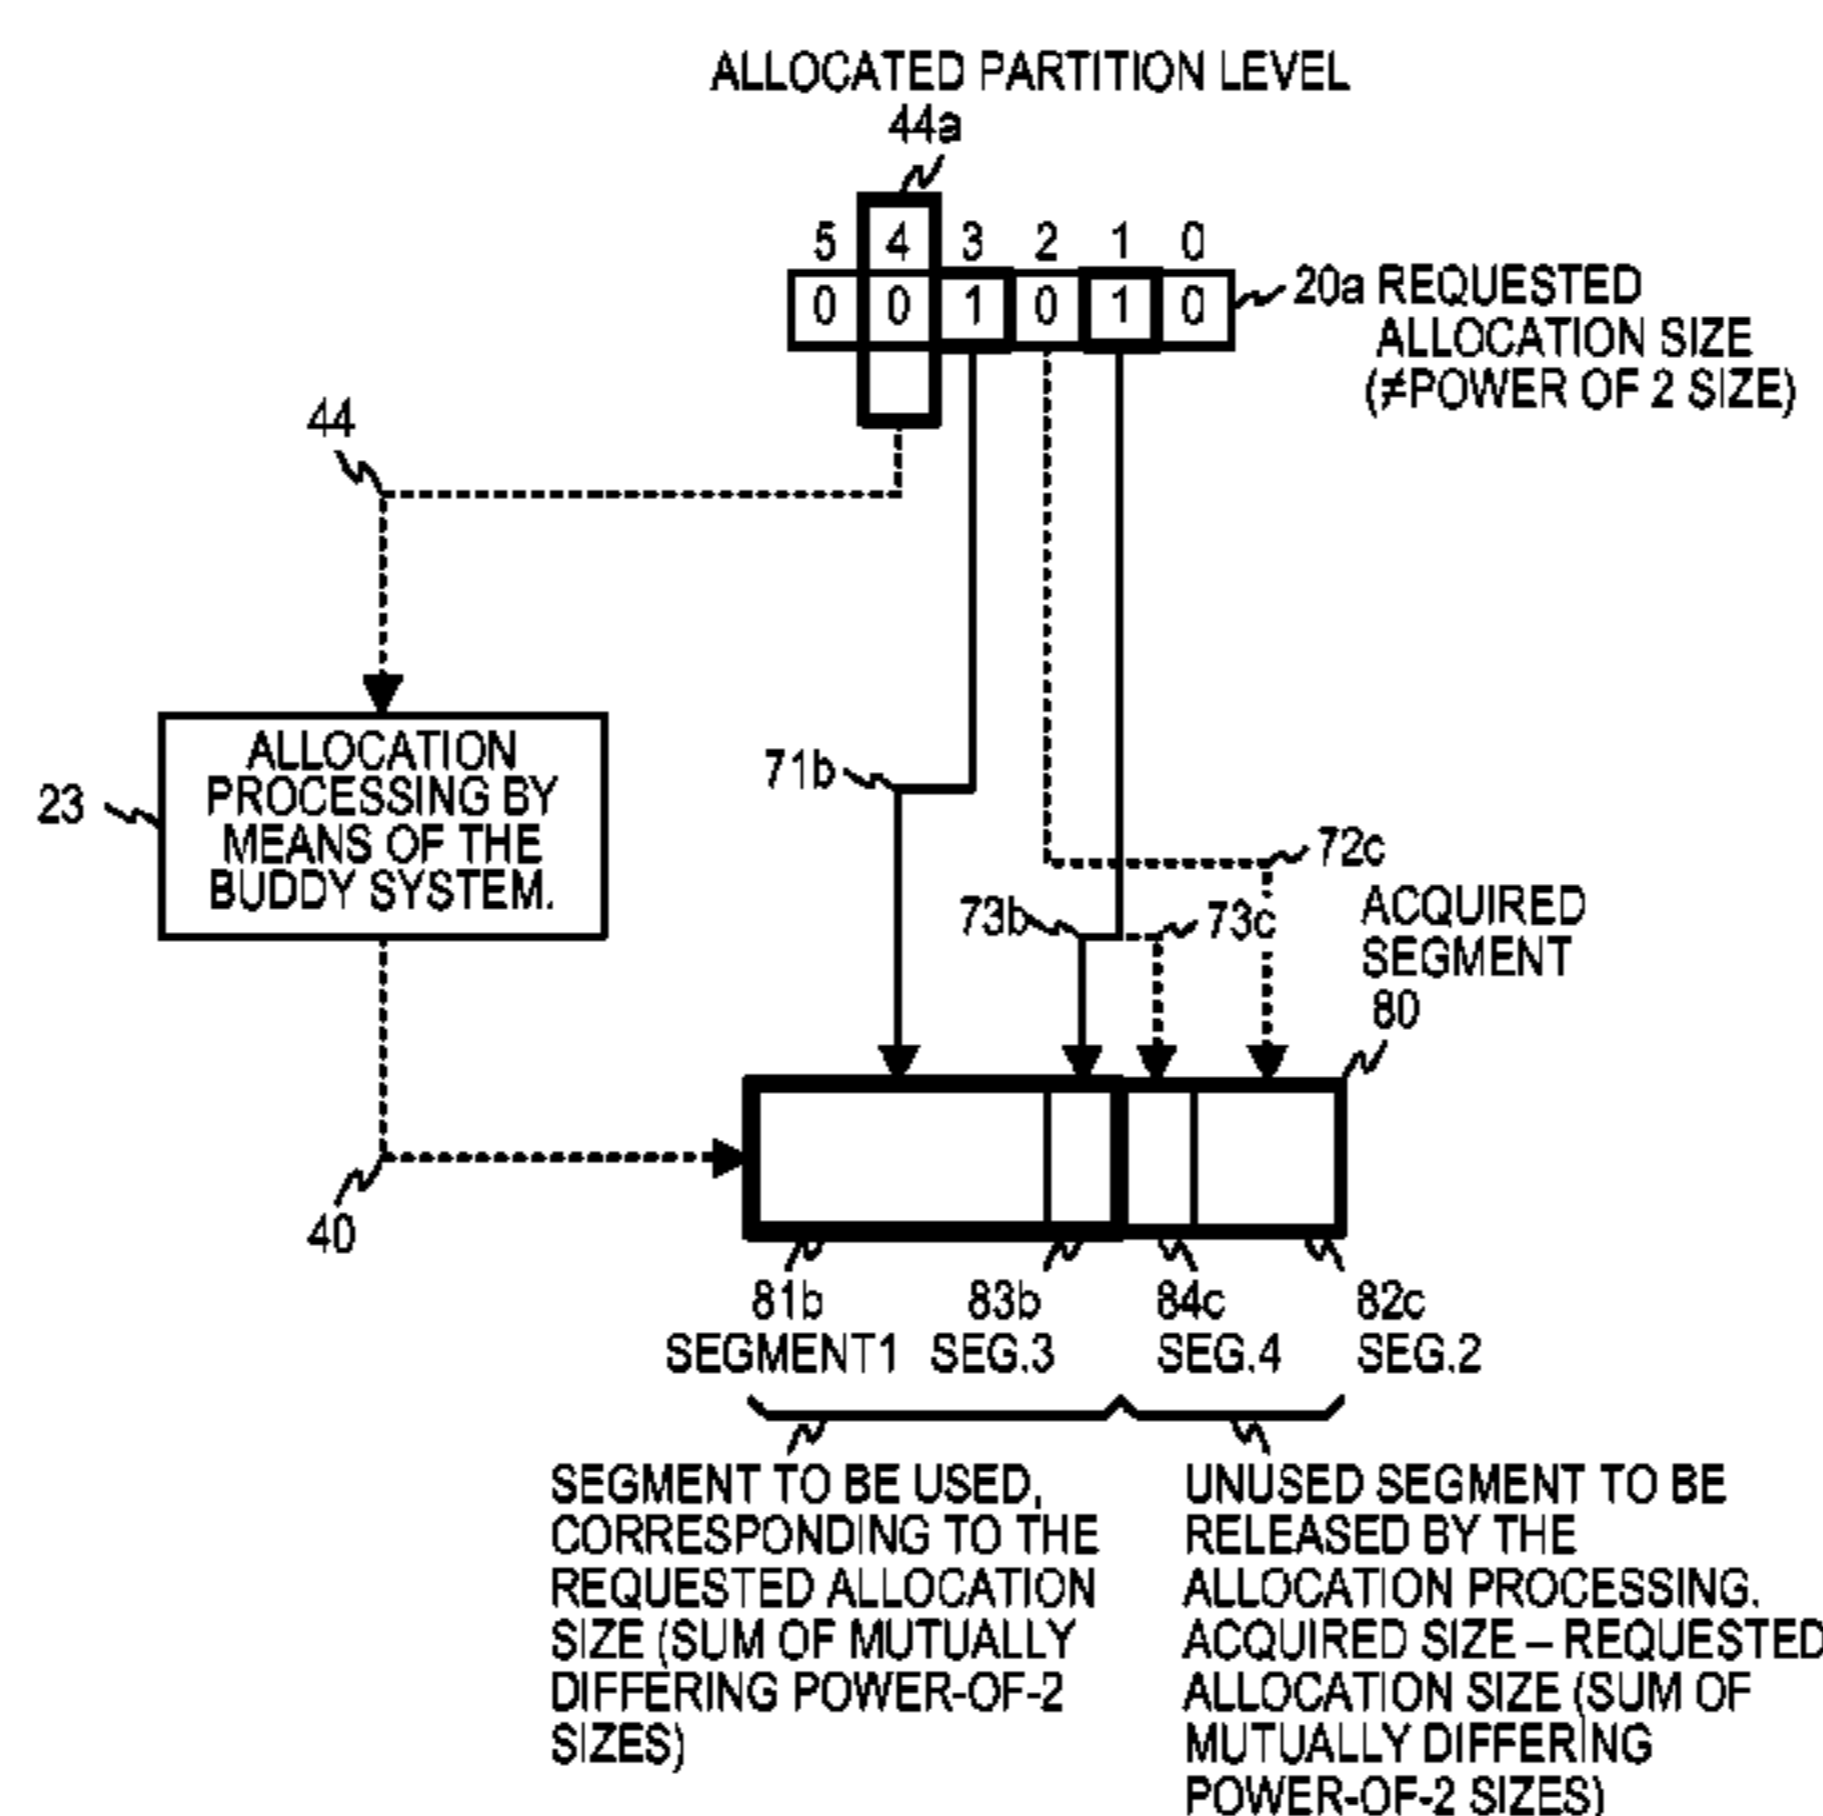 ALLOCATED PARTITION LEVEL
44a
5 4 3 2 1 0
0 0 1 0 1 0
20a REQUESTED
ALLOCATION SIZE
(≠POWER OF 2 SIZE)
44
ALLOCATION
PROCESSING BY
MEANS OF THE
BUDDY SYSTEM.
23
71b
72c
73b
73c
ACQUIRED
SEGMENT
80
40
81b
SEGMENT1
83b
SEG.3
84c
SEG.4
82c
SEG.2
SEGMENT TO BE USED,
CORRESPONDING TO THE
REQUESTED ALLOCATION
SIZE (SUM OF MUTUALLY
DIFFERING POWER-OF-2
SIZES)
UNUSED SEGMENT TO BE
RELEASED BY THE
ALLOCATION PROCESSING.
ACQUIRED SIZE – REQUESTED
ALLOCATION SIZE (SUM OF
MUTUALLY DIFFERING
POWER-OF-2 SIZES)